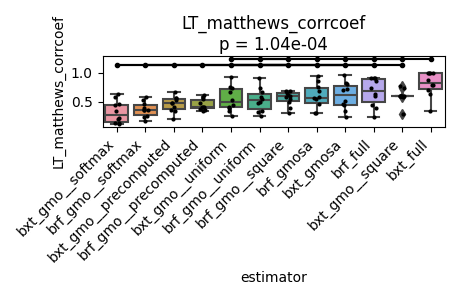 LT_matthews_corrcoef
p = 1.04e-04
LT_matthews_corrcoef
1.0
0.5
bxt_gmo__softmax
brf_gmo__softmax
bxt_gmo__precomputed
brf_gmo__precomputed
bxt_gmo__uniform
brf_gmo__uniform
brf_gmo__square
brf_gmosa
bxt_gmosa
brf_full
bxt_gmo__square
bxt_full
estimator